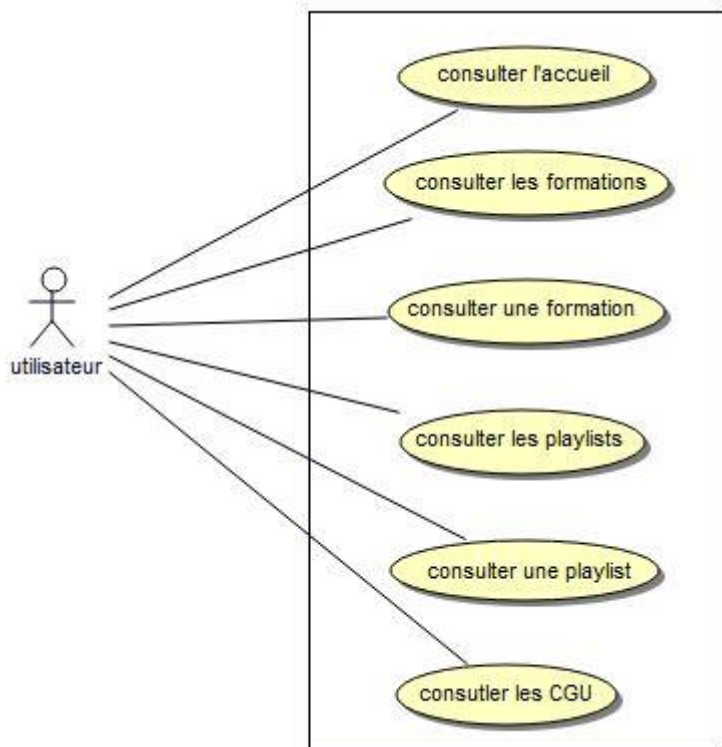 consulter l'accueil
consulter les formations
consulter une formation
utilisateur
consulter les playlists
consulter une playlist
consutler les CGU